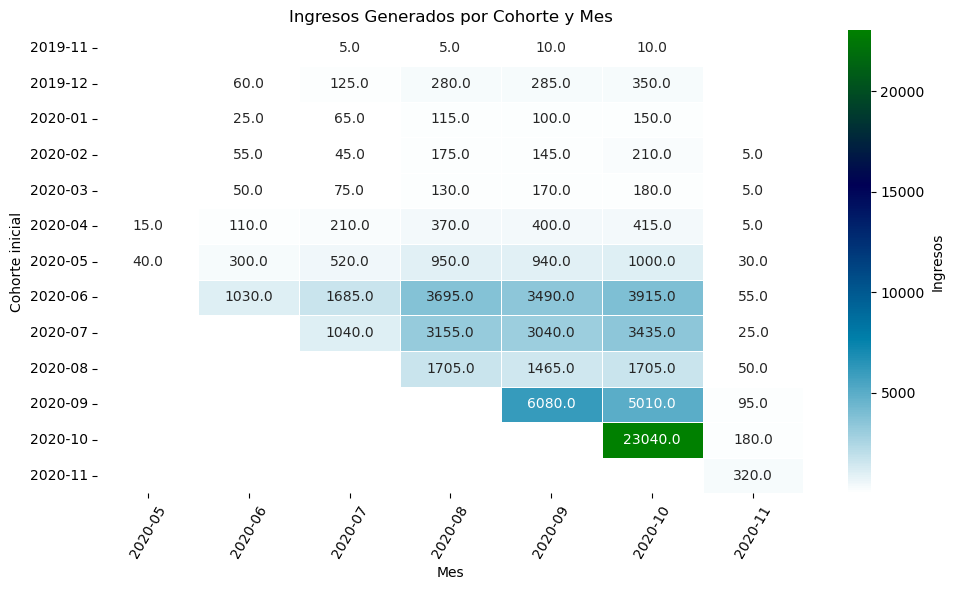 Ingresos Generados por Cohorte y Mes
2019-11 5.0 5.0 10.0 10.0
2019-12 60.0 125.0 280.0 285.0 350.0
2020-01 25.0 65.0 115.0 100.0 150.0
2020-02 55.0 45.0 175.0 145.0 210.0 5.0
2020-03 50.0 75.0 130.0 170.0 180.0 5.0
2020-04 15.0 110.0 210.0 370.0 400.0 415.0 5.0
2020-05 40.0 300.0 520.0 950.0 940.0 1000.0 30.0
2020-06 1030.0 1685.0 3695.0 3490.0 3915.0 55.0
2020-07 1040.0 3155.0 3040.0 3435.0 25.0
2020-08 1705.0 1465.0 1705.0 50.0
2020-09 6080.0 5010.0 95.0
2020-10 23040.0 180.0
2020-11 320.0
Cohorte inicial
2020-05 2020-06 2020-07 2020-08 2020-09 2020-10 2020-11
Mes
20000
15000
10000
5000
Ingresos